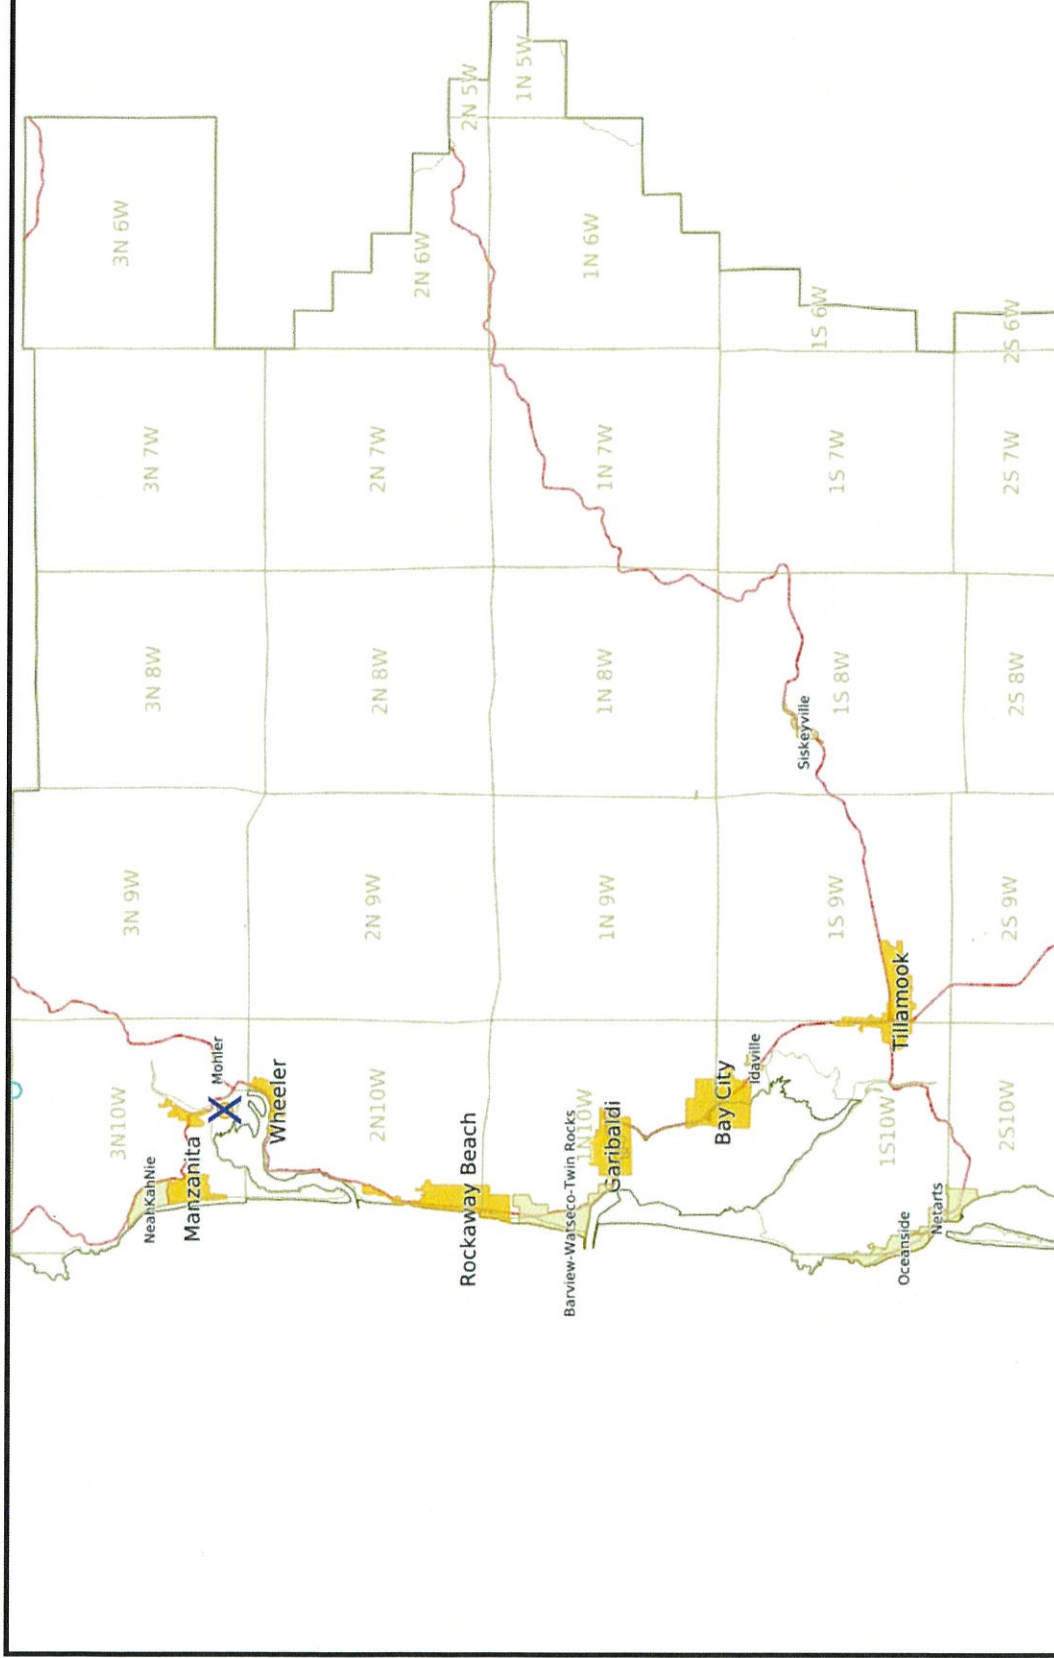 3N10W
3N 9W
3N 8W
3N 7W
3N 6W
NeahKahNie
Manzanita
Mohler
Wheeler
2N10W
2N 9W
2N 8W
2N 7W
2N 6W
2N 5W
Rockaway Beach
1N 5W
Barview-Watseco-Twin Rocks
1N10W
1N 9W
1N 8W
1N 7W
1N 6W
Garibaldi
Bay City
Idaville
Siskeyville
1S10W
1S 9W
1S 8W
1S 7W
1S 6W
Oceanside
Tillamook
Netarts
2S10W
2S 9W
2S 8W
2S 7W
2S 6W